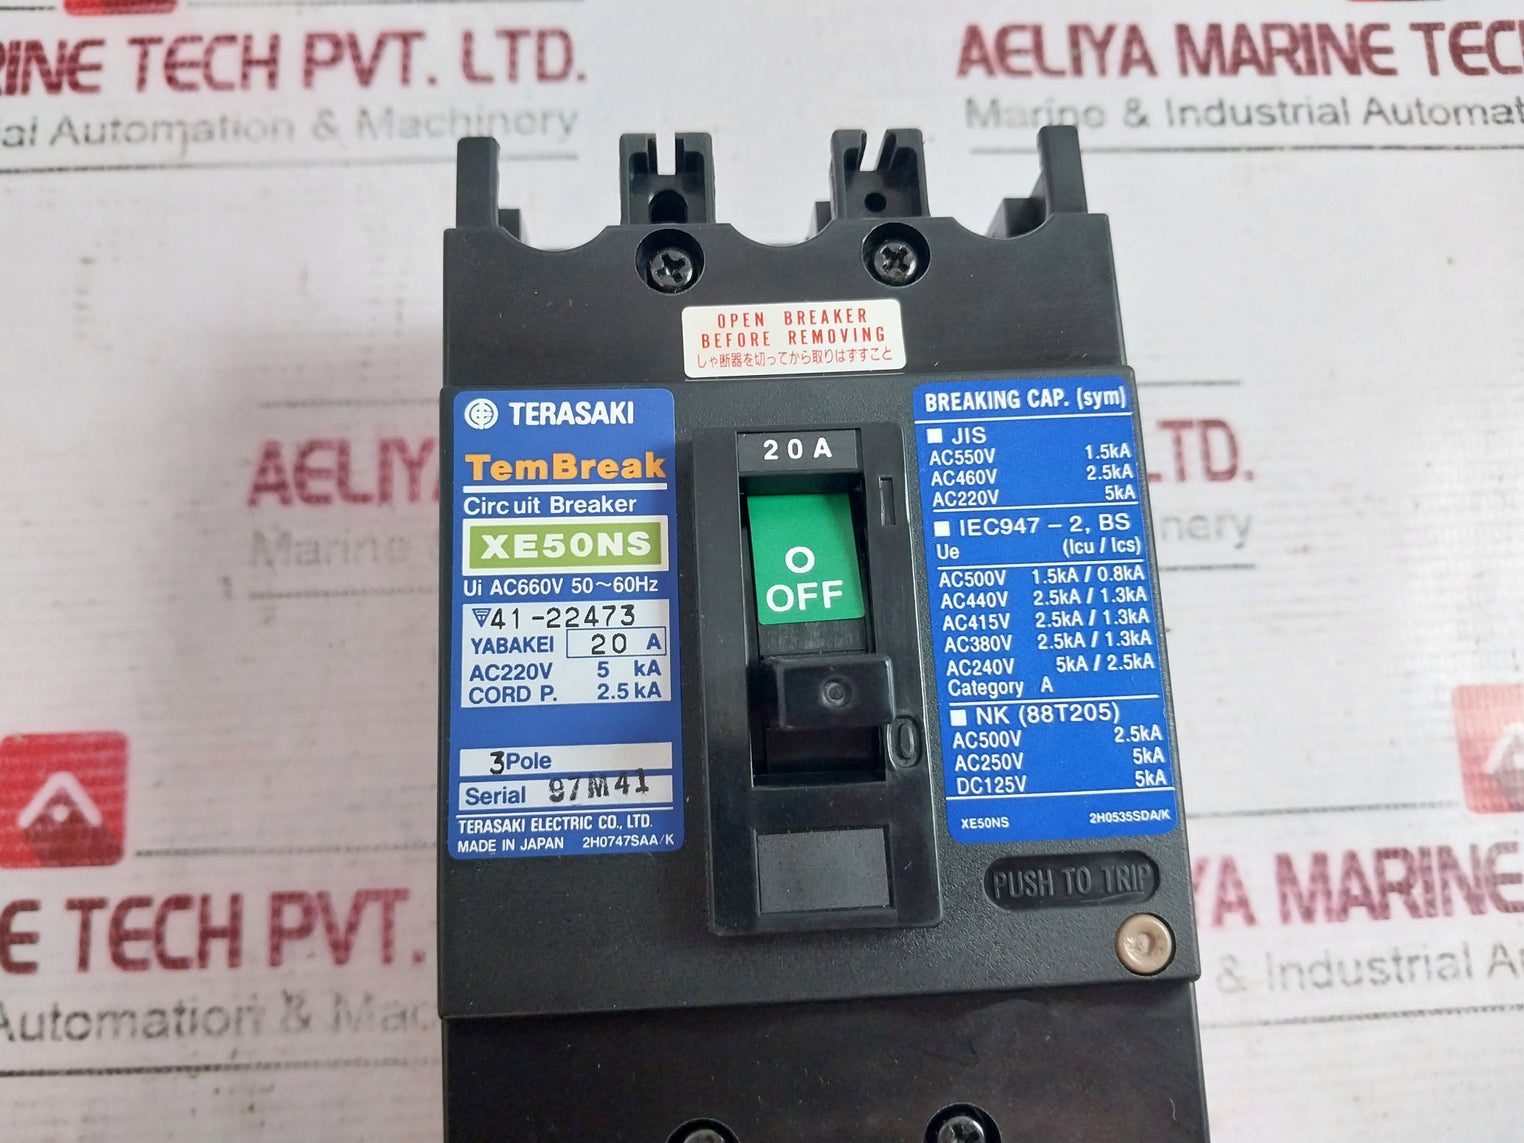 RINE TECH PVT. LTD.
al Automation & Machinery
AELIYA MARINE TEC
Marine & Industrial Automat
OPEN BREAKER
BEFORE REMOVING
しゃ断器を切ってから取りはずすこと
TERASAKI
TemBreak
Circuit Breaker
XE50NS
Ui AC660V 50~60Hz
41-22473
YABAKEI 20 A
AC220V 5 kA
CORD P. 2.5 kA
3Pole
Serial 97M41
TERASAKI ELECTRIC CO., LTD.
MADE IN JAPAN 2H0747SAA/K
20A
O
OFF
I
O
BREAKING CAP. (sym)
■ JIS
AC550V 1.5kA
AC460V 2.5kA
AC220V 5kA
■ IEC947-2, BS
Ue (Icu / Ics)
AC500V 1.5kA / 0.8kA
AC440V 2.5kA / 1.3kA
AC415V 2.5kA / 1.3kA
AC380V 2.5kA / 1.3kA
AC240V 5kA / 2.5kA
Category A
■ NK (88T205)
AC500V 2.5kA
AC250V 5kA
DC125V 5kA
XE50NS 2H0535SDA/K
PUSH TO TRIP
AELIYA
LTD.
Marine
nery
E TECH PVT.
Automation & Mac
YA MARINE
& Industrial A